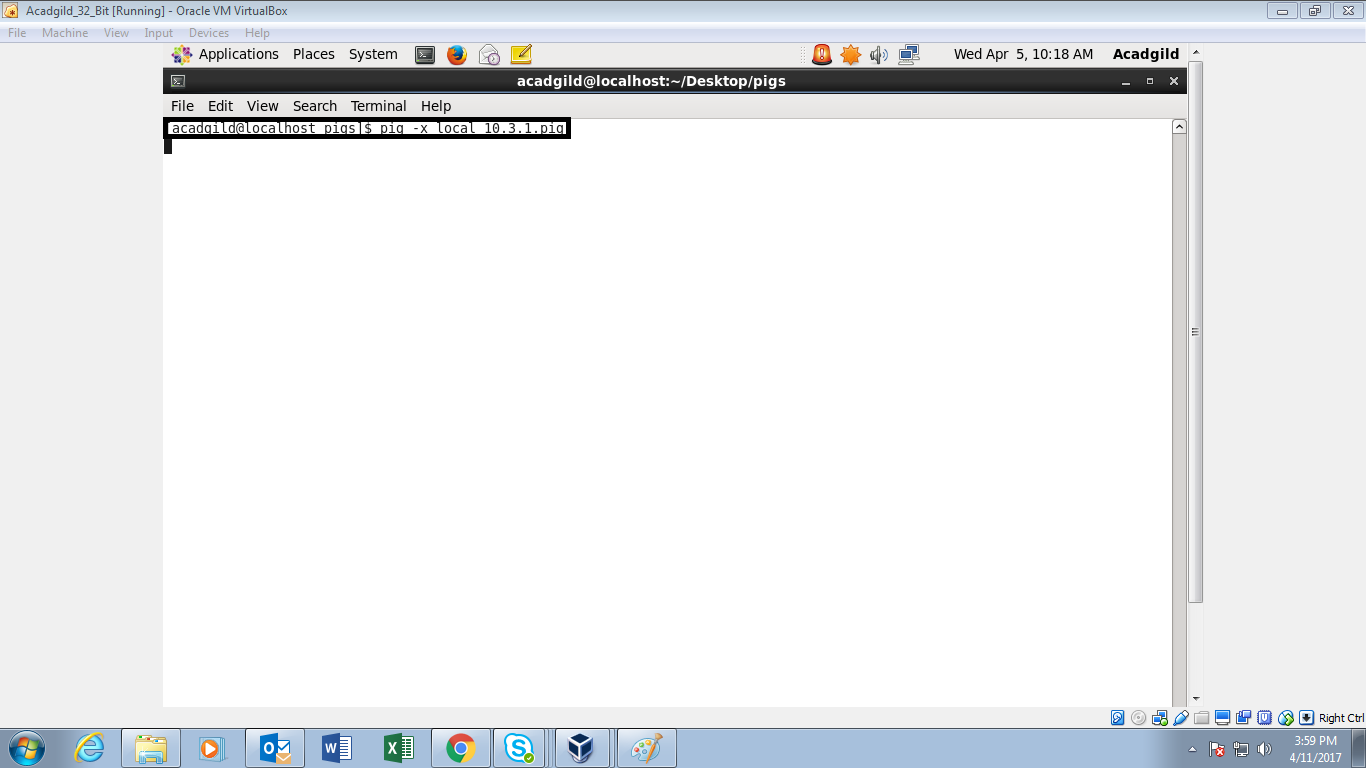 Acadgild_32_Bit [Running] - Oracle VM VirtualBox
File Machine View Input Devices Help
Applications Places System Wed Apr 5, 10:18 AM Acadgild
acadgild@localhost:~/Desktop/pigs
File Edit View Search Terminal Help
[acadgild@localhost pigs]$ pig -x local 10.3.1.pig
Right Ctrl
3:59 PM
4/11/2017